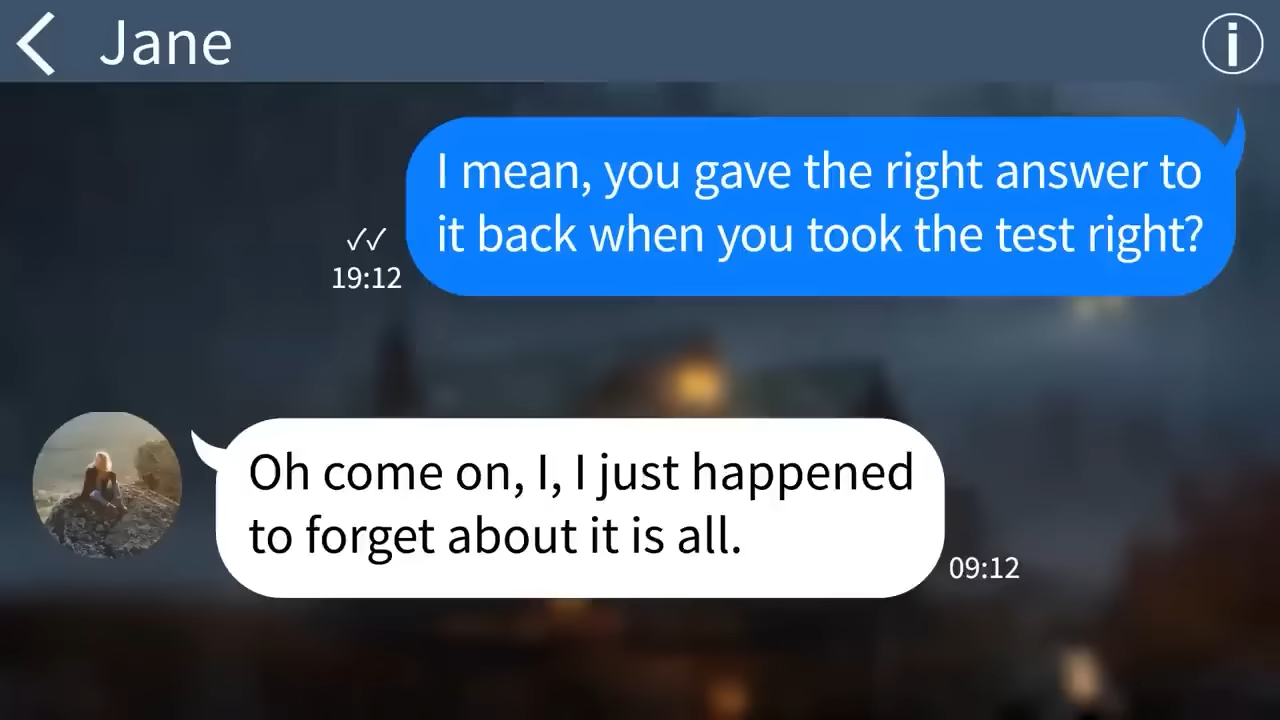 Jane
I mean, you gave the right answer to
it back when you took the test right?
19:12
Oh come on, I, I just happened
to forget about it is all.
09:12